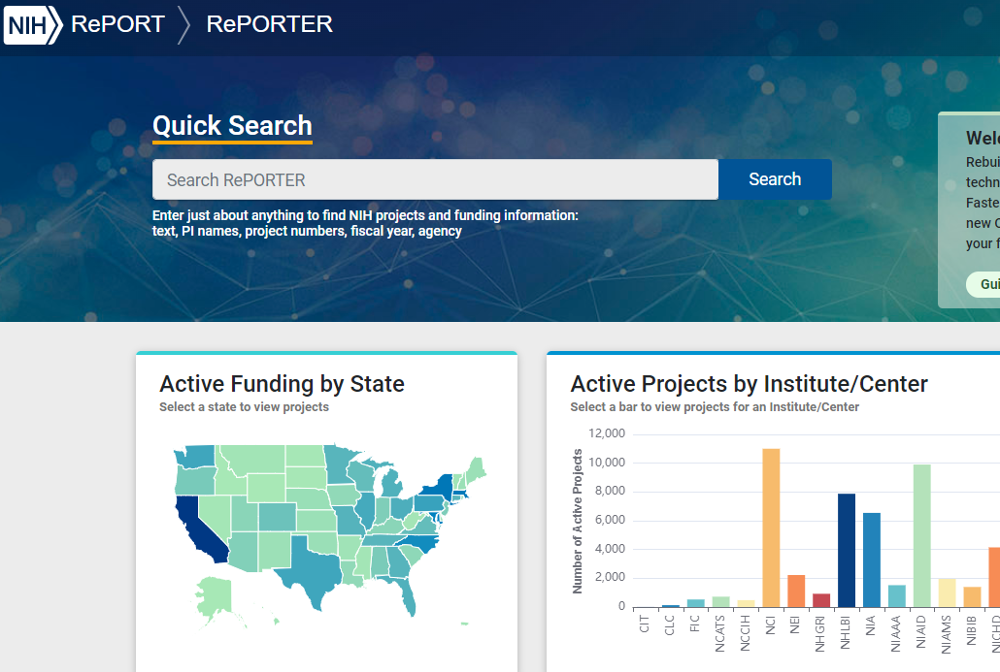 NIH RePORT RePORTER
Quick Search
Search RePORTER
Search
Enter just about anything to find NIH projects and funding information:
text, PI names, project numbers, fiscal year, agency
Faste
new
your f
Gui
Active Funding by State
Select a state to view projects
Active Projects by Institute/Center
Select a bar to view projects for an Institute/Center
Number of Active Projects
12,000
10,000
8,000
6,000
4,000
2,000
0
CIT
CLC
FIC
NCATS
NCCIH
NCI
NEI
NHGRI
NHLBI
NIA
NIAAA
NIAID
NIAMS
NIBIB
NICHD